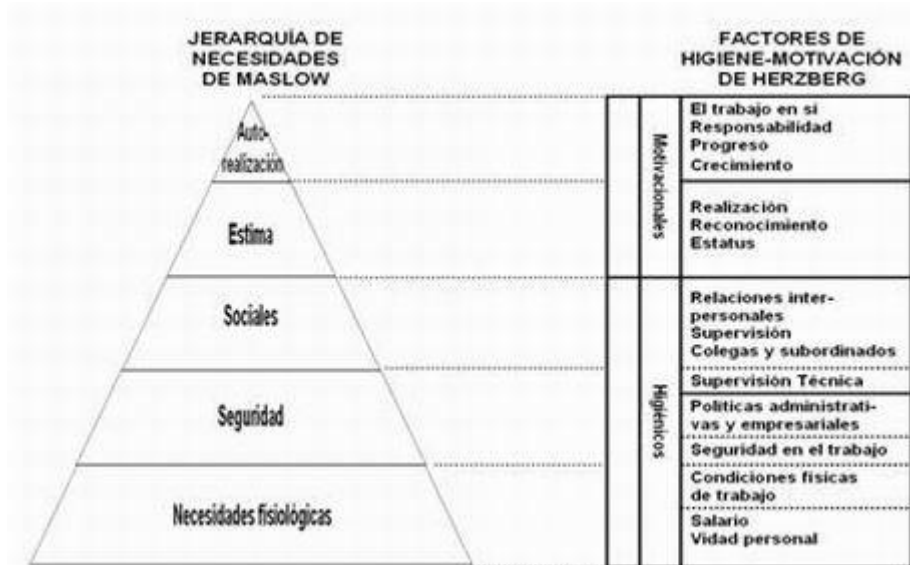 JERARQUÍA DE
NECESIDADES
DE MASLOW
Auto-
realización
Estima
Sociales
Seguridad
Necesidades fisiológicas
FACTORES DE
HIGIENE-MOTIVACIÓN
DE HERZBERG
Motivacionales
El trabajo en sí
Responsabilidad
Progreso
Crecimiento
Realización
Reconocimiento
Estatus
Higiénicos
Relaciones inter-
personales
Supervisión
Colegas y subordinados
Supervisión Técnica
Políticas administrati-
vas y empresariales
Seguridad en el trabajo
Condiciones físicas
de trabajo
Salario
Vidad personal